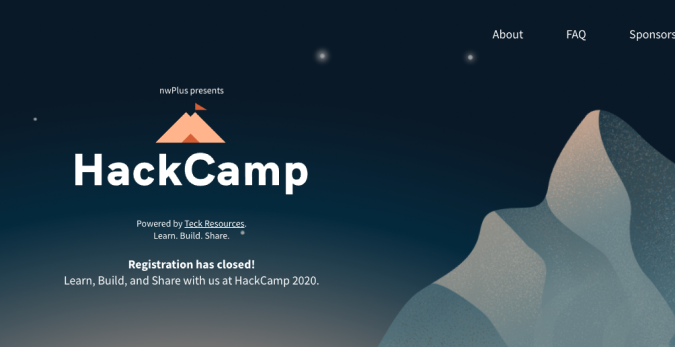 About FAQ Sponsors
nwPlus presents
HackCamp
Powered by Teck Resources.
Learn. Build. Share.
Registration has closed!
Learn, Build, and Share with us at HackCamp 2020.